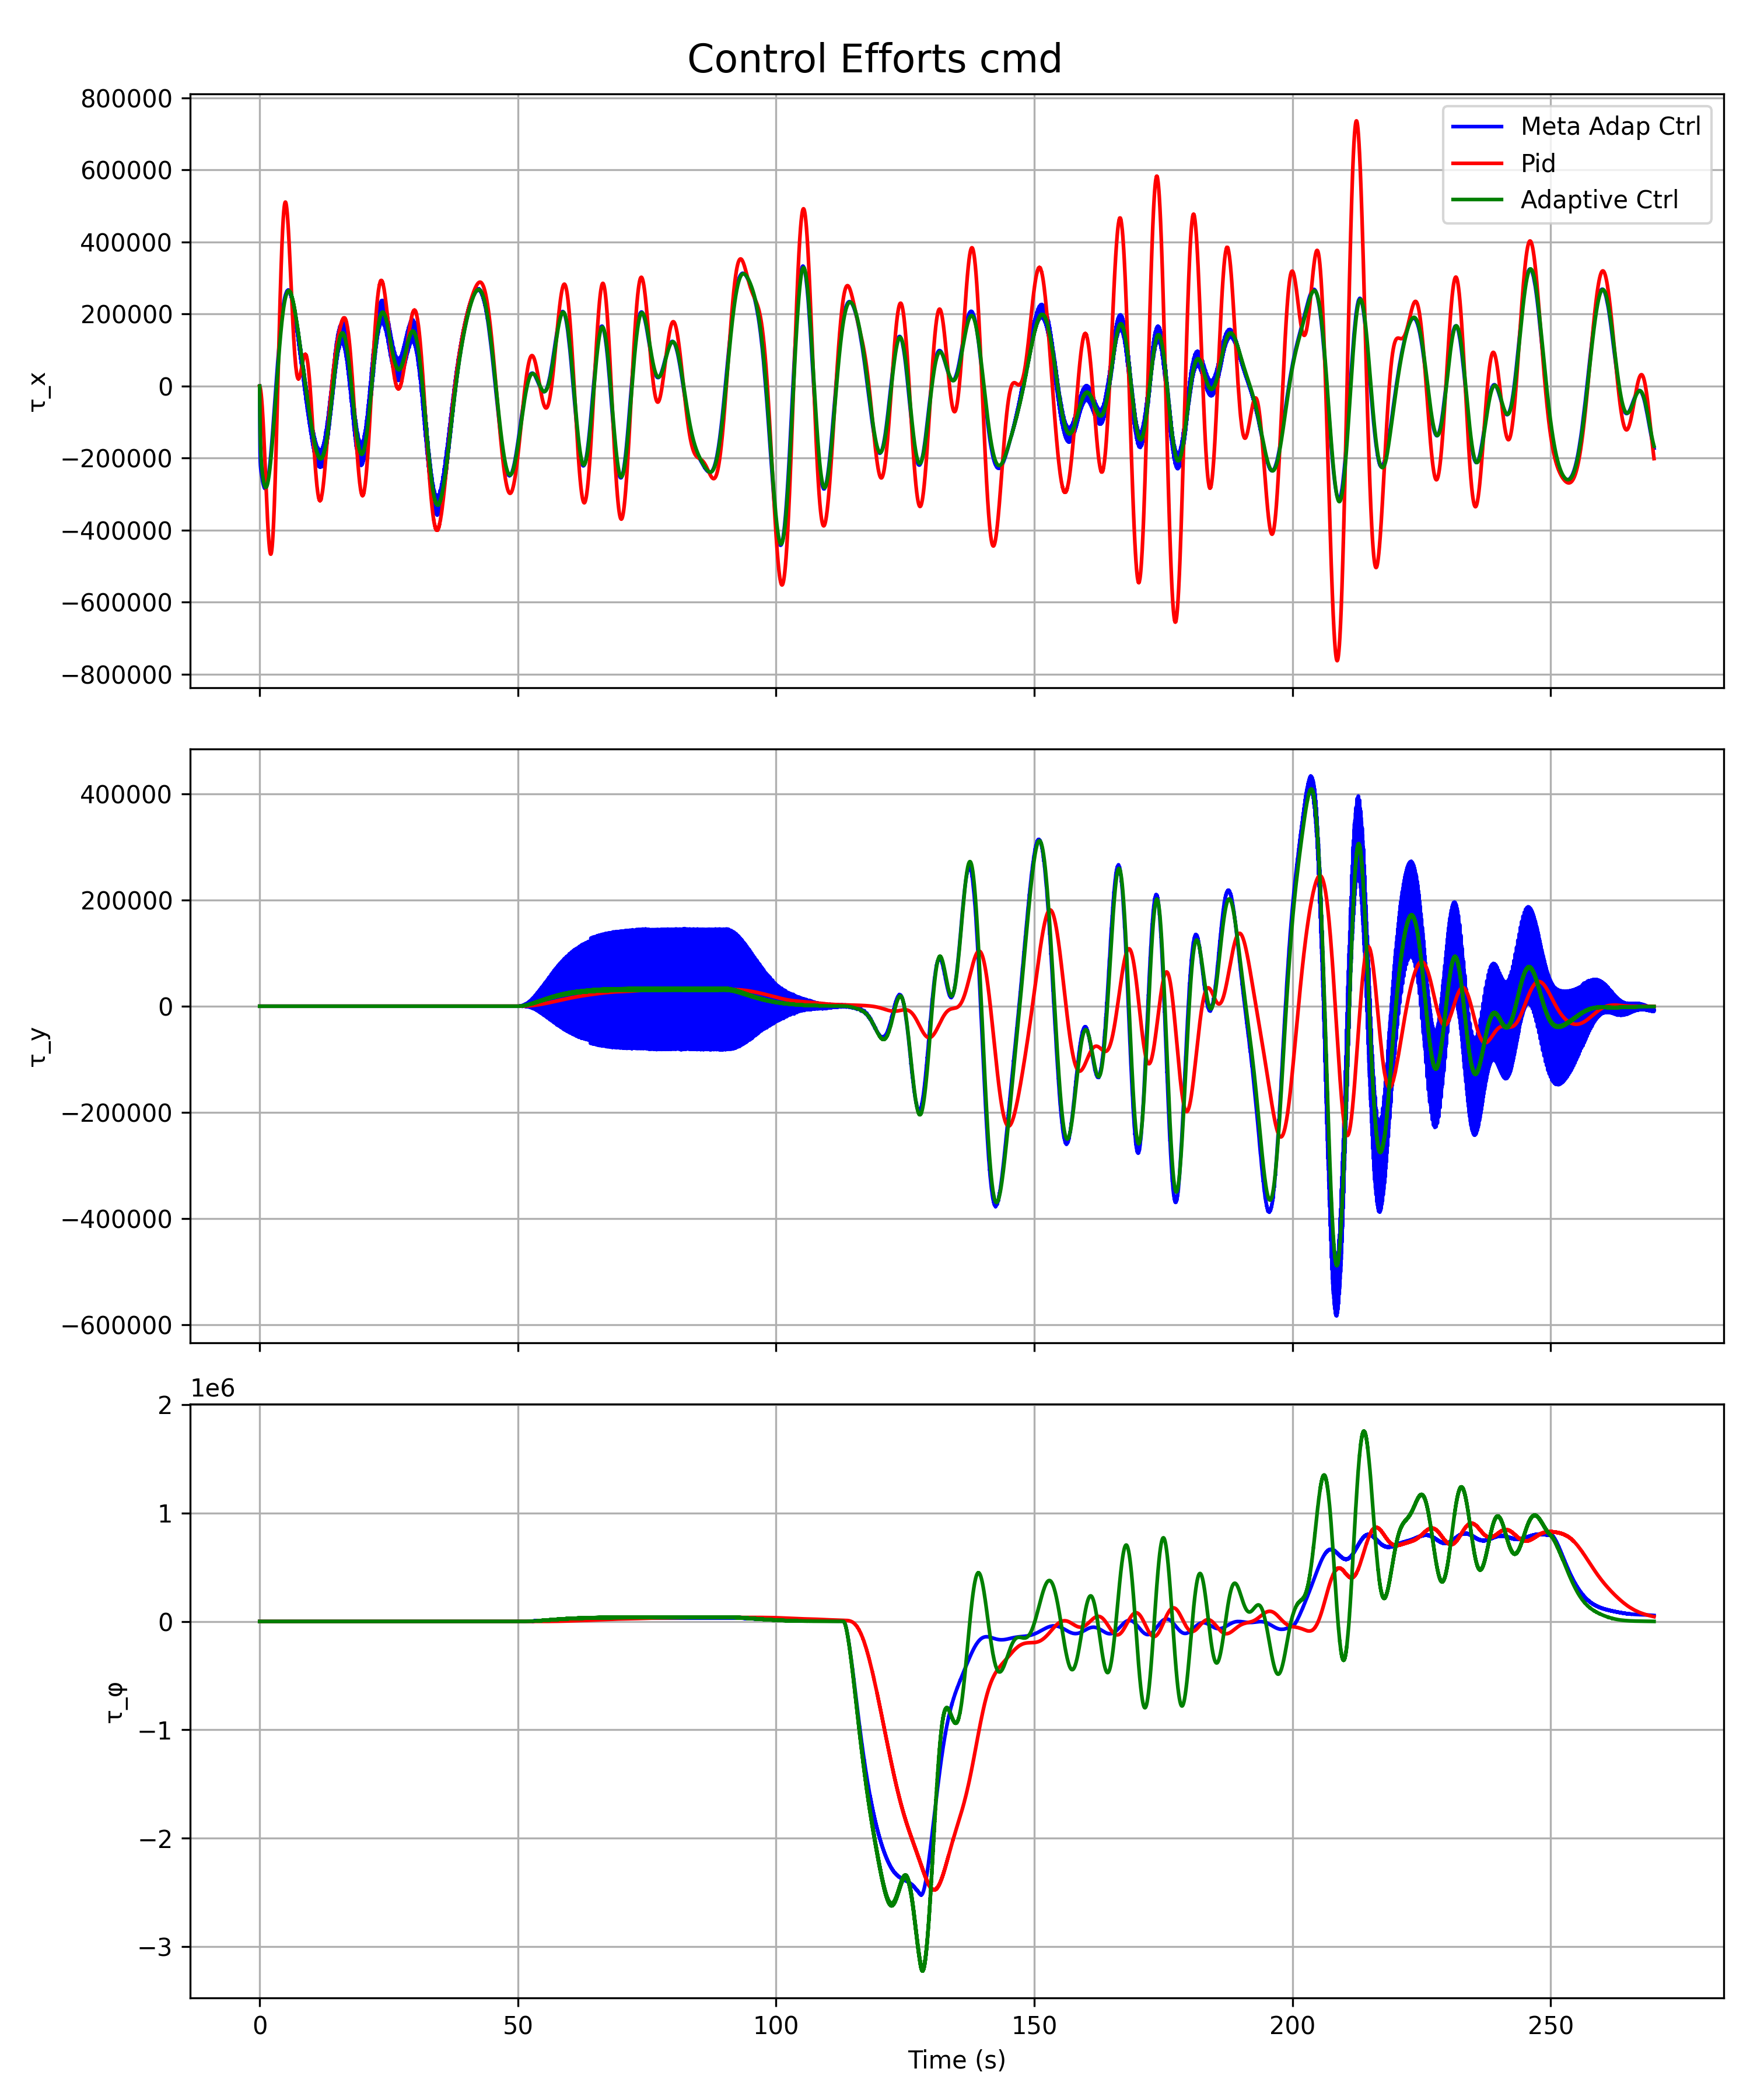 Control Efforts cmd
800000
600000
400000
200000
0
−200000
−400000
−600000
−800000
τ_x
Meta Adap Ctrl
Pid
Adaptive Ctrl
400000
200000
0
−200000
−400000
−600000
τ_y
1e6
2
1
0
−1
−2
−3
τ_φ
0 50 100 150 200 250
Time (s)